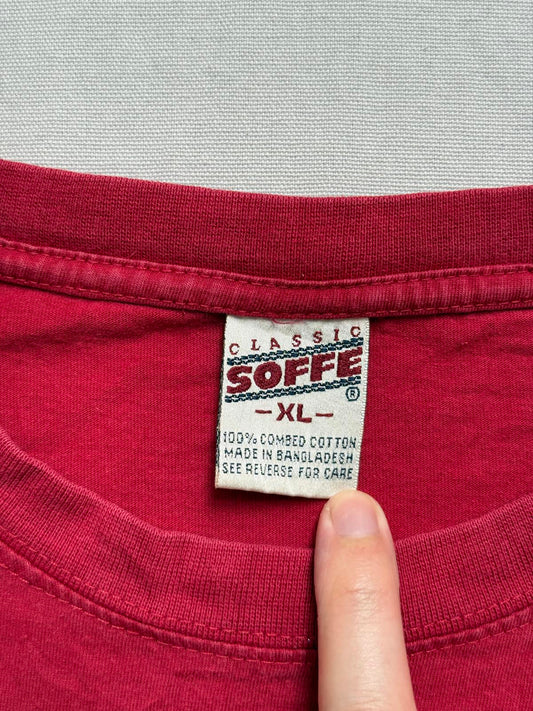 CLASSIC
SOFFE
®
-XL-
100% COMBED COTTON
MADE IN BANGLADESH
SEE REVERSE FOR CARE